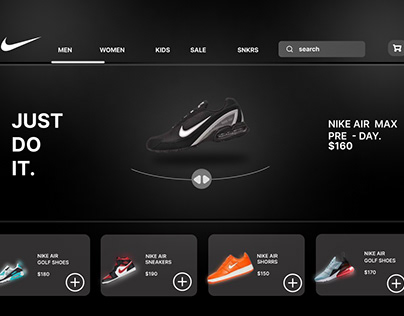 MEN WOMEN KIDS SALE SNKRS search
JUST
DO
IT.
NIKE AIR MAX
PRE - DAY.
$160
NIKE AIR
GOLF SHOES
$180
NIKE AIR
SNEAKERS
$190
NIKE AIR
SHORRS
$150
NIKE AIR
GOLF SHOES
$170